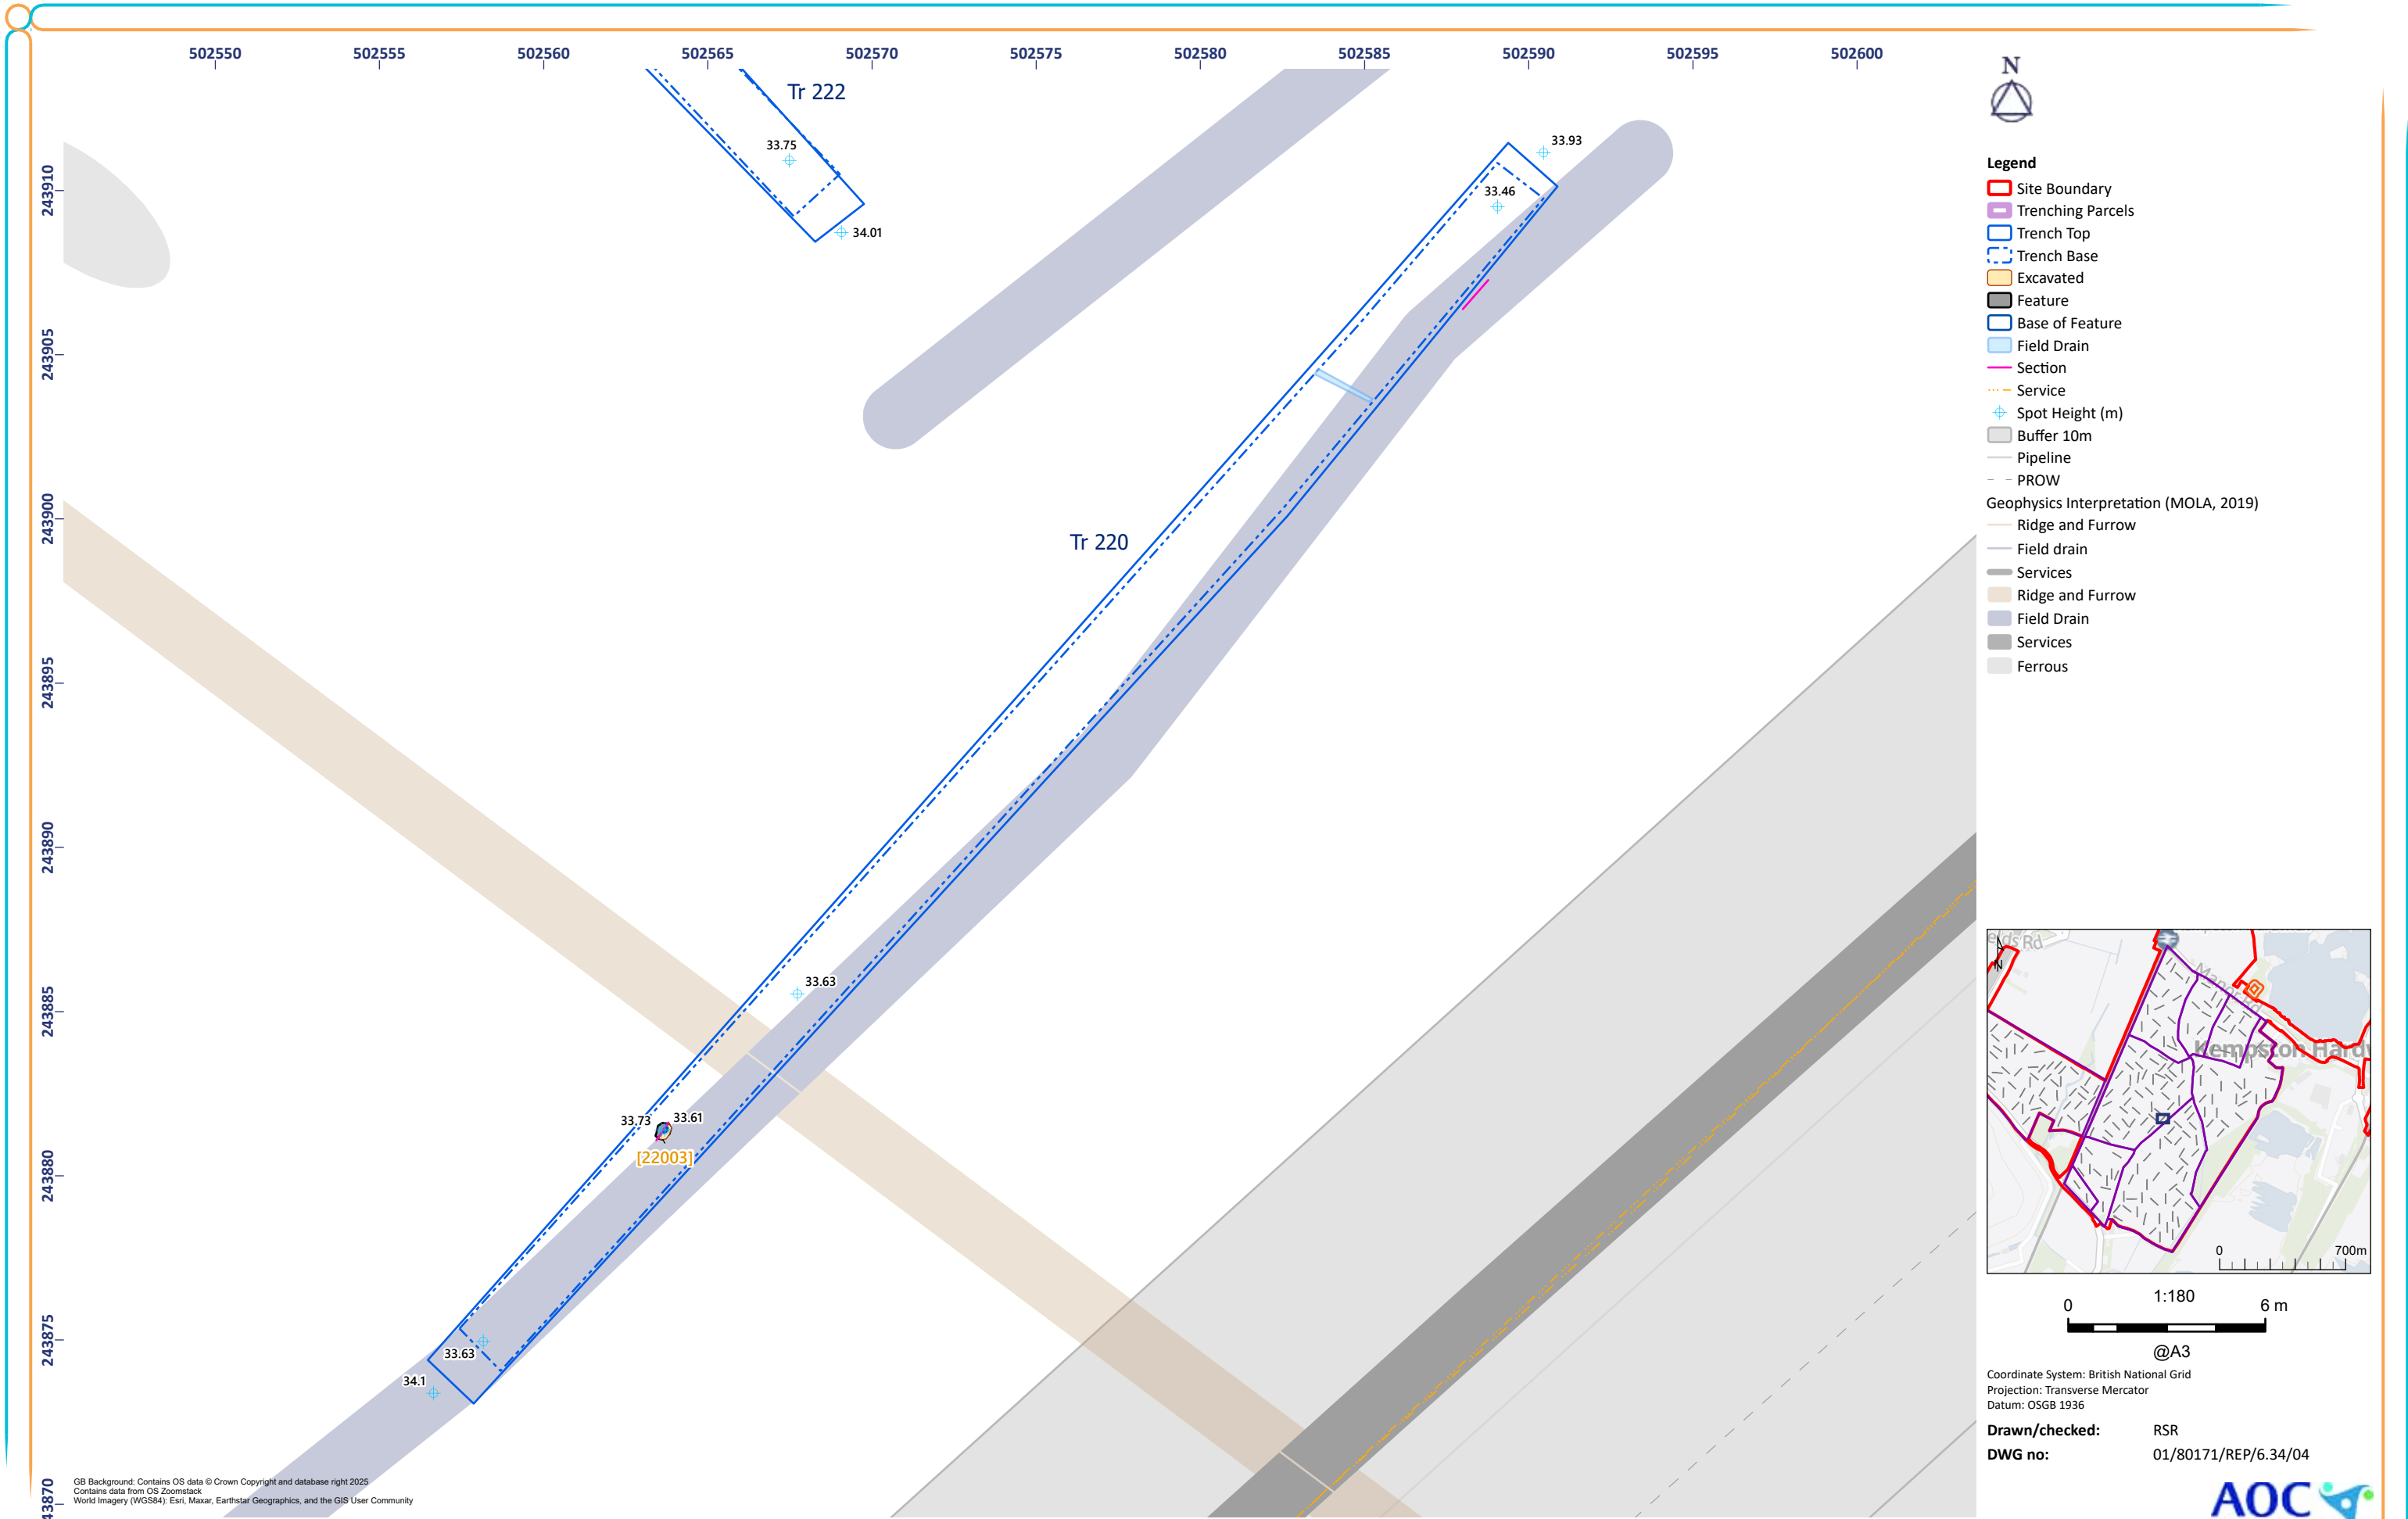 502550 502555 502560 502565 502570 502575 502580 502585 502590 502595 502600
243910
243905
243900
243895
243890
243885
243880
243875
Tr 222
33.75
34.01
33.93
33.46
Tr 220
33.63
33.73
33.61
[22003]
33.63
34.1
GB Background: Contains OS data © Crown Copyright and database right 2025
Contains data from OS Zoomstack
World Imagery (WGS84): Esri, Maxar, Earthstar Geographics, and the GIS User Community
N
Legend
Site Boundary
Trenching Parcels
Trench Top
Trench Base
Excavated
Feature
Base of Feature
Field Drain
Section
Service
Spot Height (m)
Buffer 10m
Pipeline
PROW
Geophysics Interpretation (MOLA, 2019)
Ridge and Furrow
Field drain
Services
Ridge and Furrow
Field Drain
Services
Ferrous
Rd
N
Kempston Hardw
0 700m
1:180
0 6 m
@A3
Coordinate System: British National Grid
Projection: Transverse Mercator
Datum: OSGB 1936
Drawn/checked: RSR
DWG no: 01/80171/REP/6.34/04
AOC